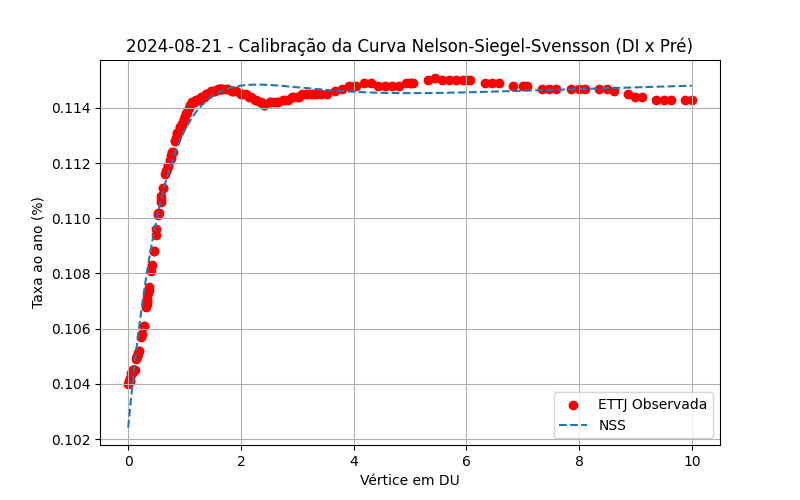 2024-08-21 - Calibração da Curva Nelson-Siegel-Svensson (DI x Pré)
Taxa ao ano (%)
0.114
0.112
0.110
0.108
0.106
0.104
0.102
ETTJ Observada
NSS
0 2 4 6 8 10
Vértice em DU